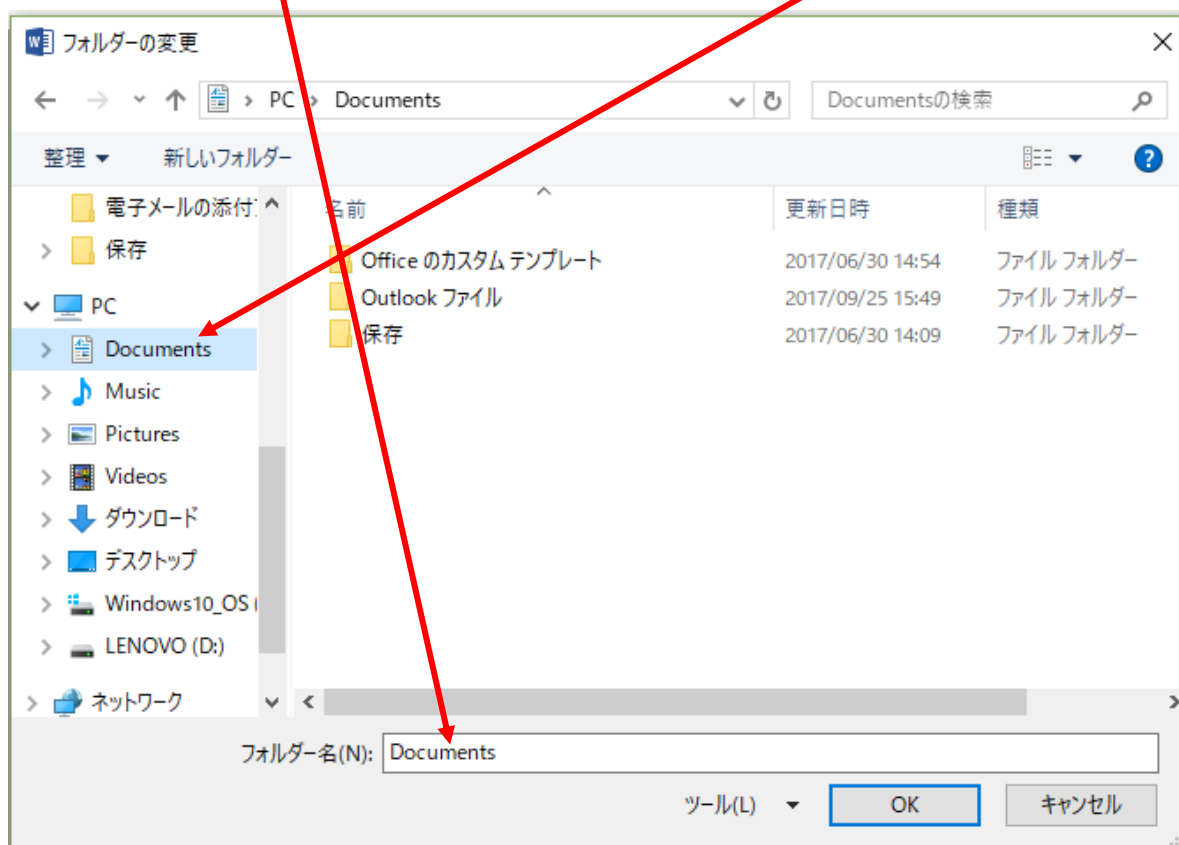 フォルダーの変更
PC > Documents
Documentsの検索
整理 新しいフォルダー
電子メールの添付
保存
PC
Documents
Music
Pictures
Videos
ダウンロード
デスクトップ
Windows10_OS (
LENOVO (D:)
ネットワーク
名前 更新日時 種類
Office のカスタム テンプレート 2017/06/30 14:54 ファイル フォルダー
Outlook ファイル 2017/09/25 15:49 ファイル フォルダー
保存 2017/06/30 14:09 ファイル フォルダー
フォルダー名(N): Documents
ツール(L) OK キャンセル